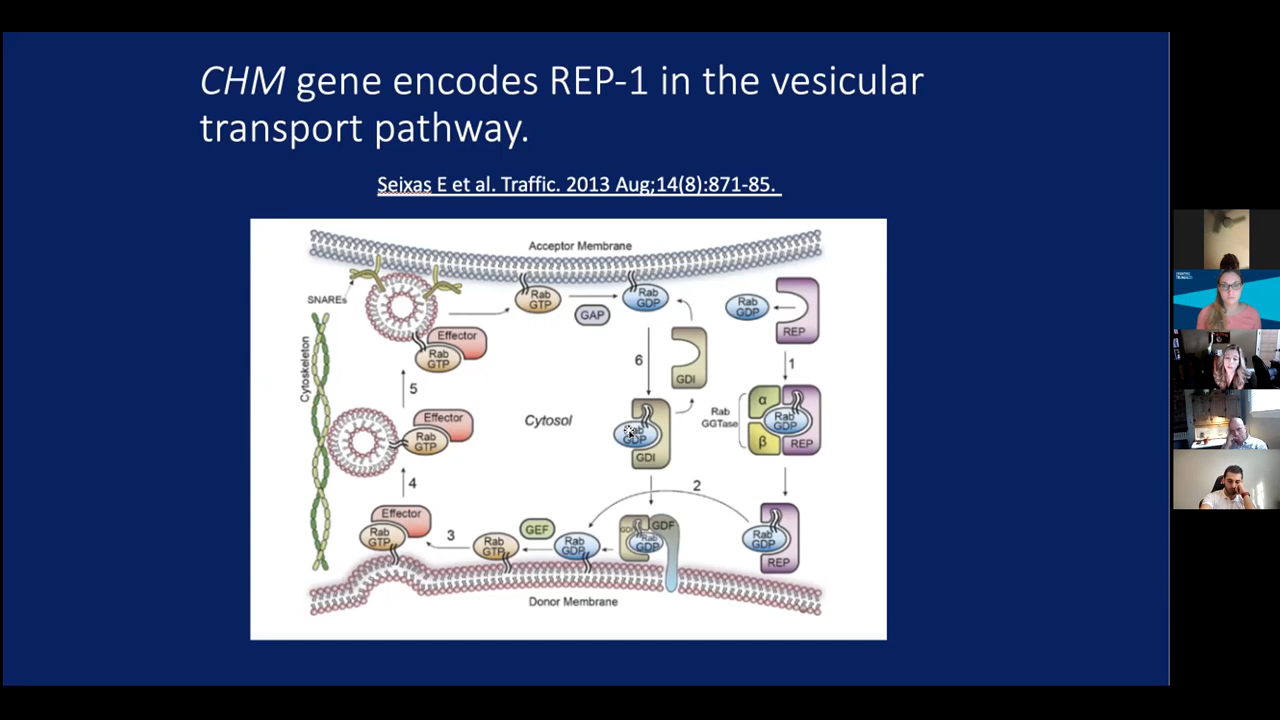 CHM gene encodes REP-1 in the vesicular
transport pathway.
Seixas E et al. Traffic. 2013 Aug;14(8):871-85.
Acceptor Membrane
SNAREs
Rab
GTP
GAP
Rab
GDP
Rab
GDP
REP
Effector
Rab
GTP
Cytoskeleton
5
6
GDI
1
Cytosol
Effector
Rab
GTP
Rab
GDP
GDI
Rab
GGTase
α
β
Rab
GDP
REP
4
2
Effector
Rab
GTP
3
GEF
Rab
GTP
Rab
GDP
GDF
Rab
GDP
Rab
GDP
REP
Donor Membrane